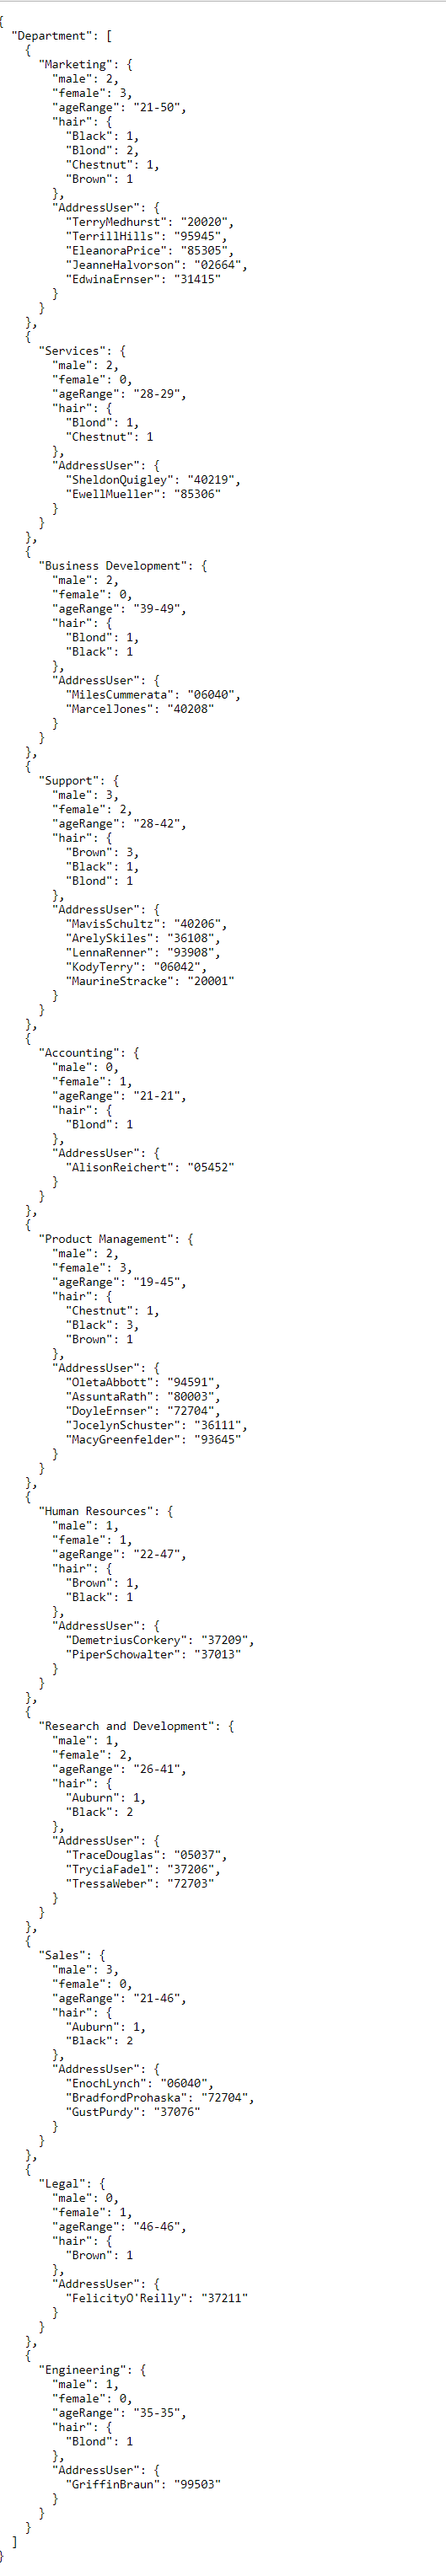 {
  "Department": [
    {
      "Marketing": {
        "male": 2,
        "female": 3,
        "ageRange": "21-50",
        "hair": {
          "Black": 1,
          "Blond": 2,
          "Chestnut": 1,
          "Brown": 1
        },
        "AddressUser": {
          "TerryMedhurst": "20020",
          "TerrillHills": "95945",
          "EleanoraPrice": "85305",
          "JeanneHalvorson": "02664",
          "EdwinaErnser": "31415"
        }
      }
    },
    {
      "Services": {
        "male": 2,
        "female": 0,
        "ageRange": "28-29",
        "hair": {
          "Blond": 1,
          "Chestnut": 1
        },
        "AddressUser": {
          "SheldonQuigley": "40219",
          "EwellMueller": "85306"
        }
      }
    },
    {
      "Business Development": {
        "male": 2,
        "female": 0,
        "ageRange": "39-49",
        "hair": {
          "Blond": 1,
          "Black": 1
        },
        "AddressUser": {
          "MilesCummerata": "06040",
          "MarcelJones": "40208"
        }
      }
    },
    {
      "Support": {
        "male": 3,
        "female": 2,
        "ageRange": "28-42",
        "hair": {
          "Brown": 3,
          "Black": 1,
          "Blond": 1
        },
        "AddressUser": {
          "MavisSchultz": "40206",
          "ArelySkiles": "36108",
          "LennaRenner": "93908",
          "KodyTerry": "06042",
          "MaurineStracke": "20001"
        }
      }
    },
    {
      "Accounting": {
        "male": 0,
        "female": 1,
        "ageRange": "21-21",
        "hair": {
          "Blond": 1
        },
        "AddressUser": {
          "AlisonReichert": "05452"
        }
      }
    },
    {
      "Product Management": {
        "male": 2,
        "female": 3,
        "ageRange": "19-45",
        "hair": {
          "Chestnut": 1,
          "Black": 3,
          "Brown": 1
        },
        "AddressUser": {
          "OletaAbbott": "94591",
          "AssuntaRath": "80003",
          "DoyleErnser": "72704",
          "JocelynSchuster": "36111",
          "MacyGreenfelder": "93645"
        }
      }
    },
    {
      "Human Resources": {
        "male": 1,
        "female": 1,
        "ageRange": "22-47",
        "hair": {
          "Brown": 1,
          "Black": 1
        },
        "AddressUser": {
          "DemetriusCorkery": "37209",
          "PiperSchowalter": "37013"
        }
      }
    },
    {
      "Research and Development": {
        "male": 1,
        "female": 2,
        "ageRange": "26-41",
        "hair": {
          "Auburn": 1,
          "Black": 2
        },
        "AddressUser": {
          "TraceDouglas": "05037",
          "TryciaFadel": "37206",
          "TressaWeber": "72703"
        }
      }
    },
    {
      "Sales": {
        "male": 3,
        "female": 0,
        "ageRange": "21-46",
        "hair": {
          "Auburn": 1,
          "Black": 2
        },
        "AddressUser": {
          "EnochLynch": "06040",
          "BradfordProhaska": "72704",
          "GustPurdy": "37076"
        }
      }
    },
    {
      "Legal": {
        "male": 0,
        "female": 1,
        "ageRange": "46-46",
        "hair": {
          "Brown": 1
        },
        "AddressUser": {
          "FelicityO'Reilly": "37211"
        }
      }
    },
    {
      "Engineering": {
        "male": 1,
        "female": 0,
        "ageRange": "35-35",
        "hair": {
          "Blond": 1
        },
        "AddressUser": {
          "GriffinBraun": "99503"
        }
      }
    }
  ]
}